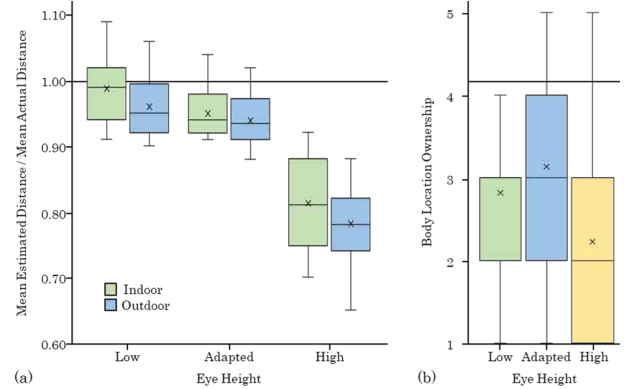 Mean Estimated Distance / Mean Actual Distance
1.10
1.00
0.90
0.80
0.70
0.60
Indoor
Outdoor
Low Adapted High
(a) Eye Height
Body Location Ownership
5
4
3
2
1
Low Adapted High
(b) Eye Height